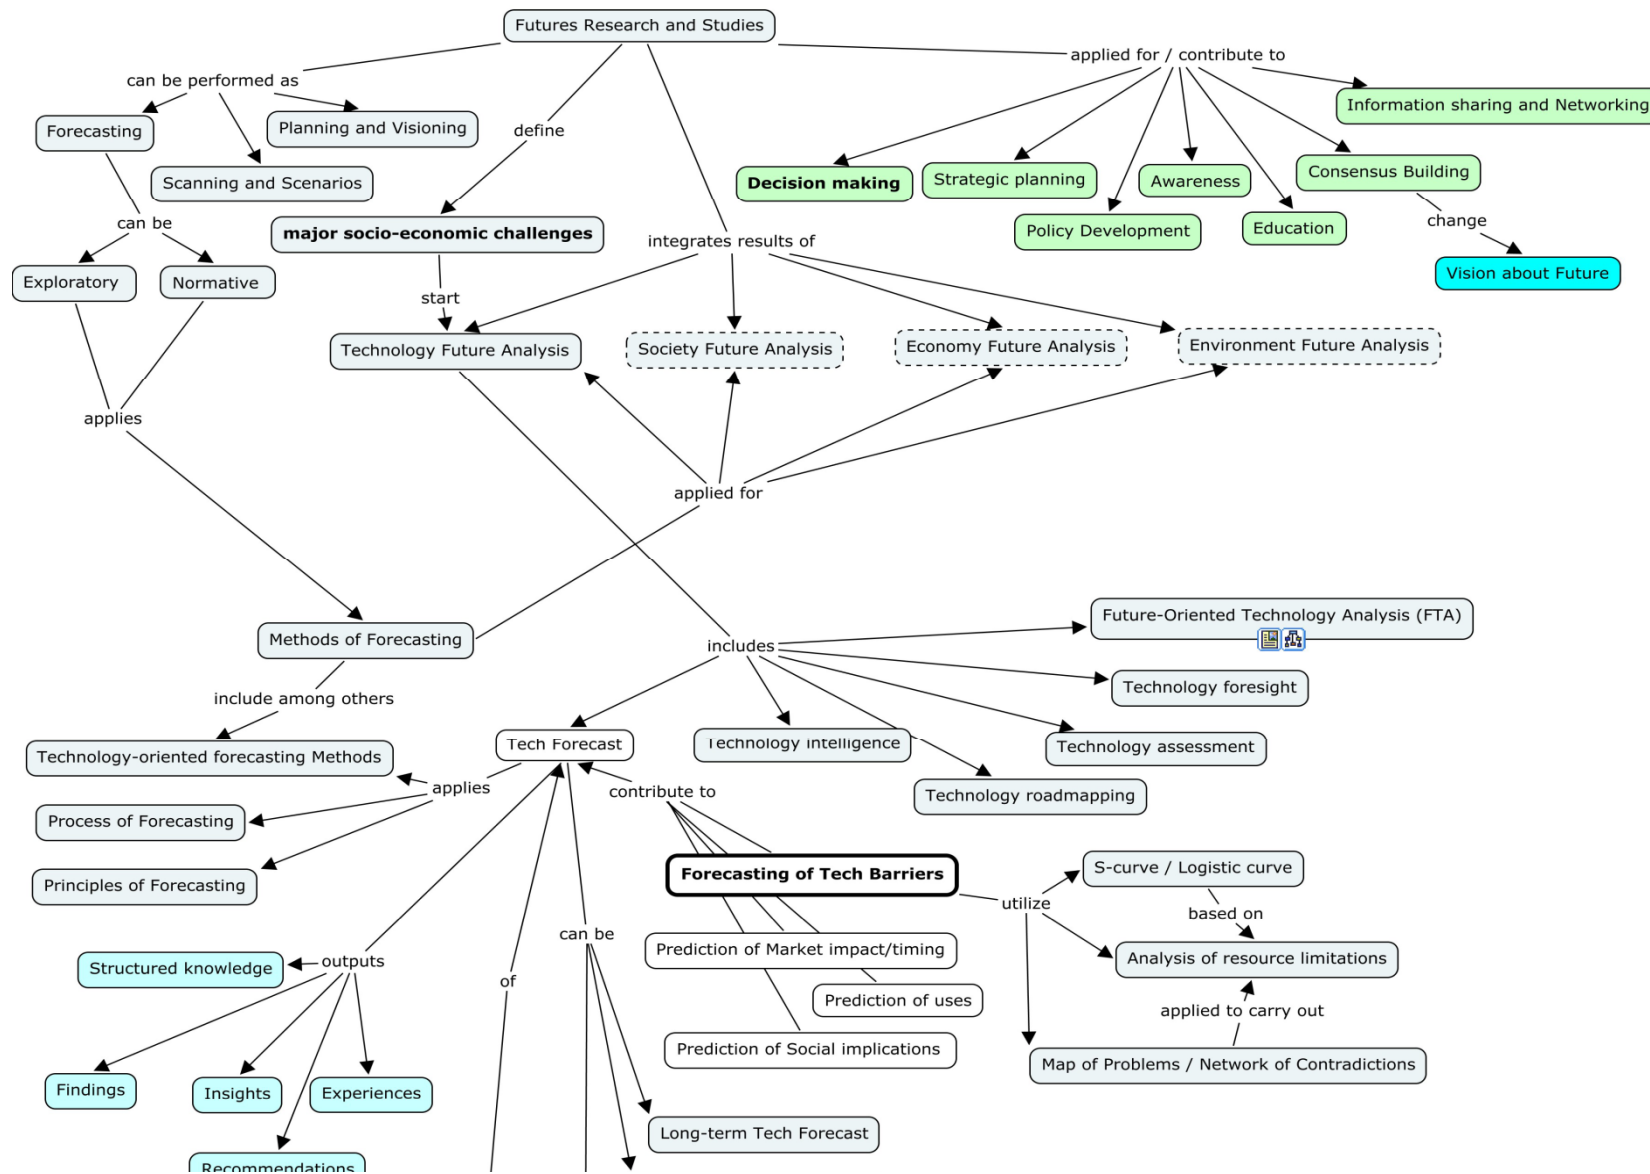 Futures Research and Studies
applied for / contribute to
can be performed as
Information sharing and Networking
Planning and Visioning
Forecasting
define
Scanning and Scenarios
Decision making
Strategic planning
Awareness
Consensus Building
can be
major socio-economic challenges
integrates results of
Policy Development
Education
change
Exploratory
Normative
Vision about Future
start
Technology Future Analysis
Society Future Analysis
Economy Future Analysis
Environment Future Analysis
applies
applied for
Methods of Forecasting
includes
Future-Oriented Technology Analysis (FTA)
include among others
Technology foresight
Technology-oriented forecasting Methods
Tech Forecast
Technology intelligence
Technology assessment
applies
contribute to
Technology roadmapping
Process of Forecasting
Principles of Forecasting
Forecasting of Tech Barriers
S-curve / Logistic curve
utilize
based on
can be
Prediction of Market impact/timing
Analysis of resource limitations
Structured knowledge
outputs
of
Prediction of uses
applied to carry out
Prediction of Social implications
Map of Problems / Network of Contradictions
Findings
Insights
Experiences
Long-term Tech Forecast
Recommendations